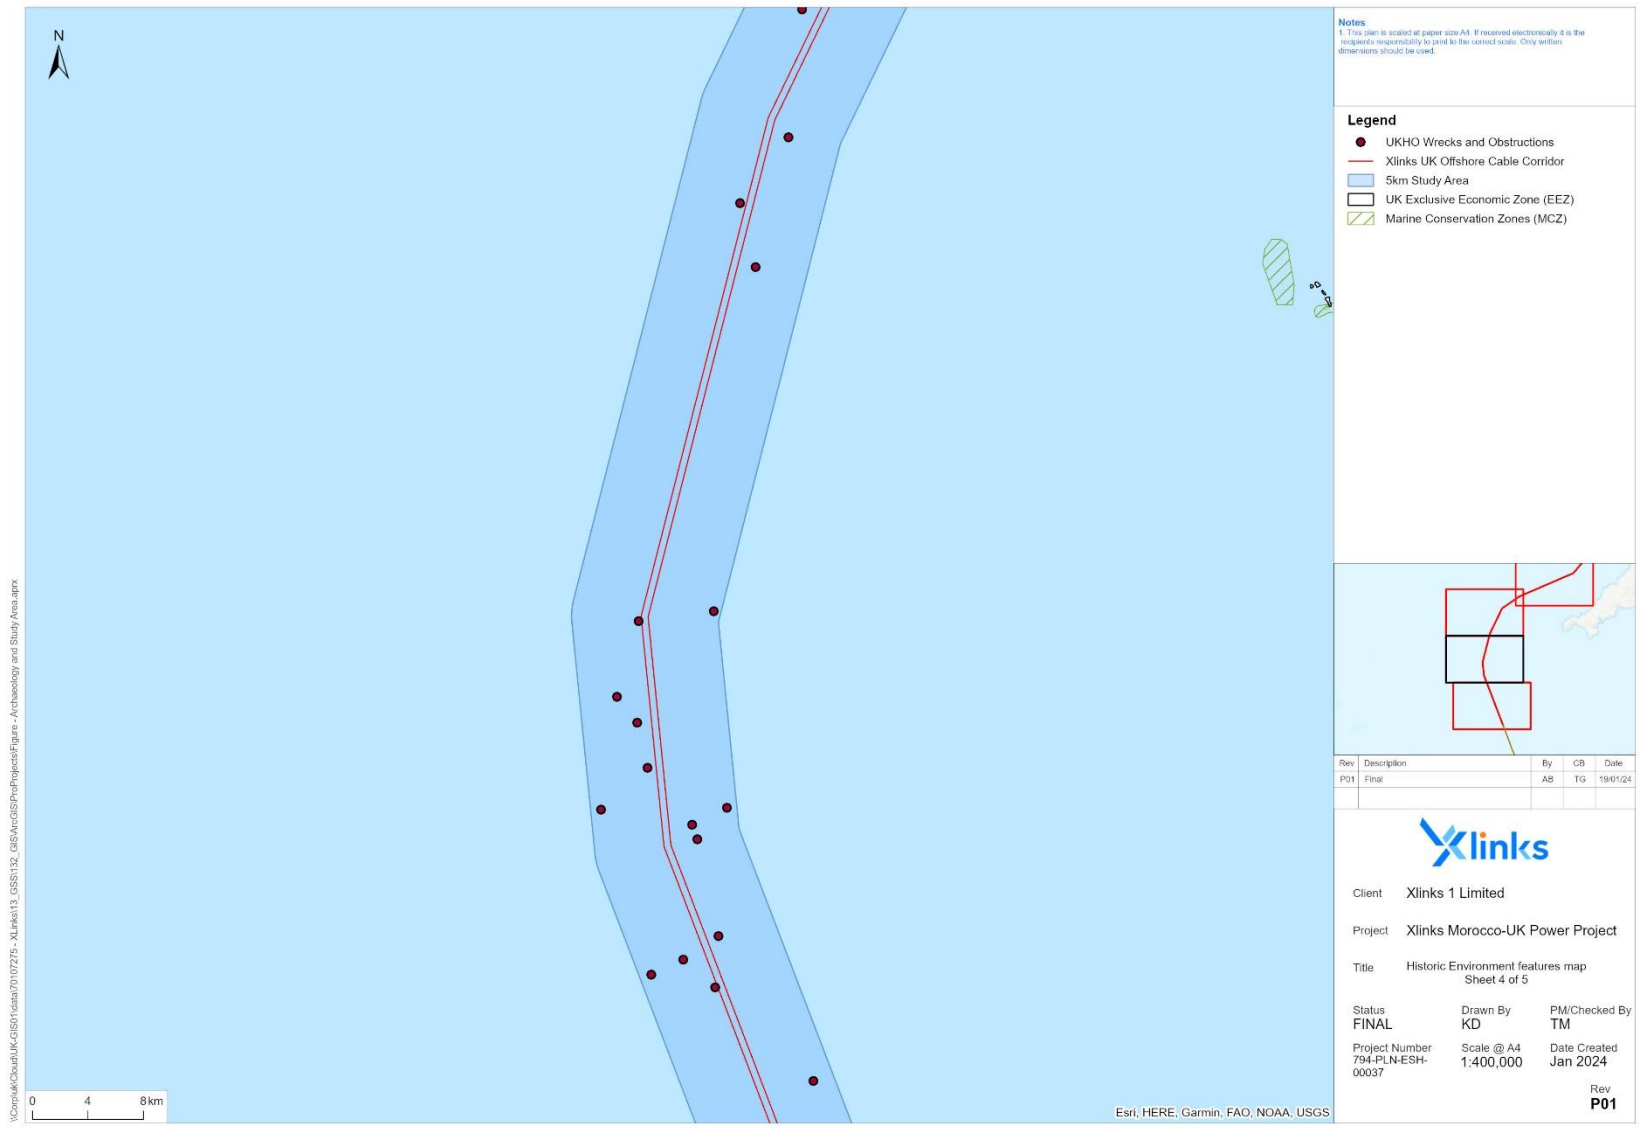 N
Notes
1. This plan is scaled at paper size A4. If received electronically it is the
recipients responsibility to print to the correct scale. Only written
dimensions should be used.
Legend
UKHO Wrecks and Obstructions
Xlinks UK Offshore Cable Corridor
5km Study Area
UK Exclusive Economic Zone (EEZ)
Marine Conservation Zones (MCZ)
Rev Description By CB Date
P01 Final AB TG 19/01/24
Xlinks
Client Xlinks 1 Limited
Project Xlinks Morocco-UK Power Project
Title Historic Environment features map
Sheet 4 of 5
Status Drawn By PM/Checked By
FINAL KD TM
Project Number Scale @ A4 Date Created
794-PLN-ESH-00037 1:400,000 Jan 2024
Rev
P01
0 4 8km
Esri, HERE, Garmin, FAO, NOAA, USGS